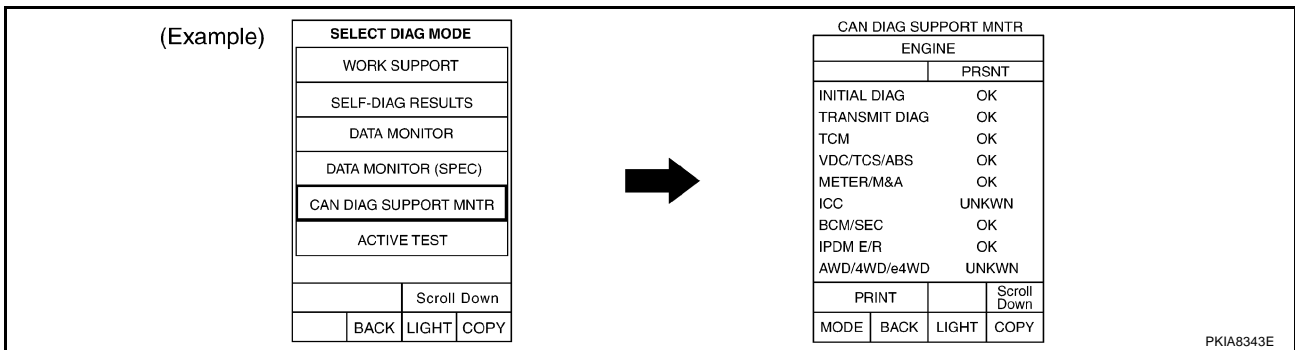 (Example)
SELECT DIAG MODE
WORK SUPPORT
SELF-DIAG RESULTS
DATA MONITOR
DATA MONITOR (SPEC)
CAN DIAG SUPPORT MNTR
ACTIVE TEST
Scroll Down
BACK LIGHT COPY
CAN DIAG SUPPORT MNTR
ENGINE
PRSNT
INITIAL DIAG OK
TRANSMIT DIAG OK
TCM OK
VDC/TCS/ABS OK
METER/M&A OK
ICC UNKWN
BCM/SEC OK
IPDM E/R OK
AWD/4WD/e4WD UNKWN
PRINT Scroll
Down
MODE BACK LIGHT COPY
PKIA8343E